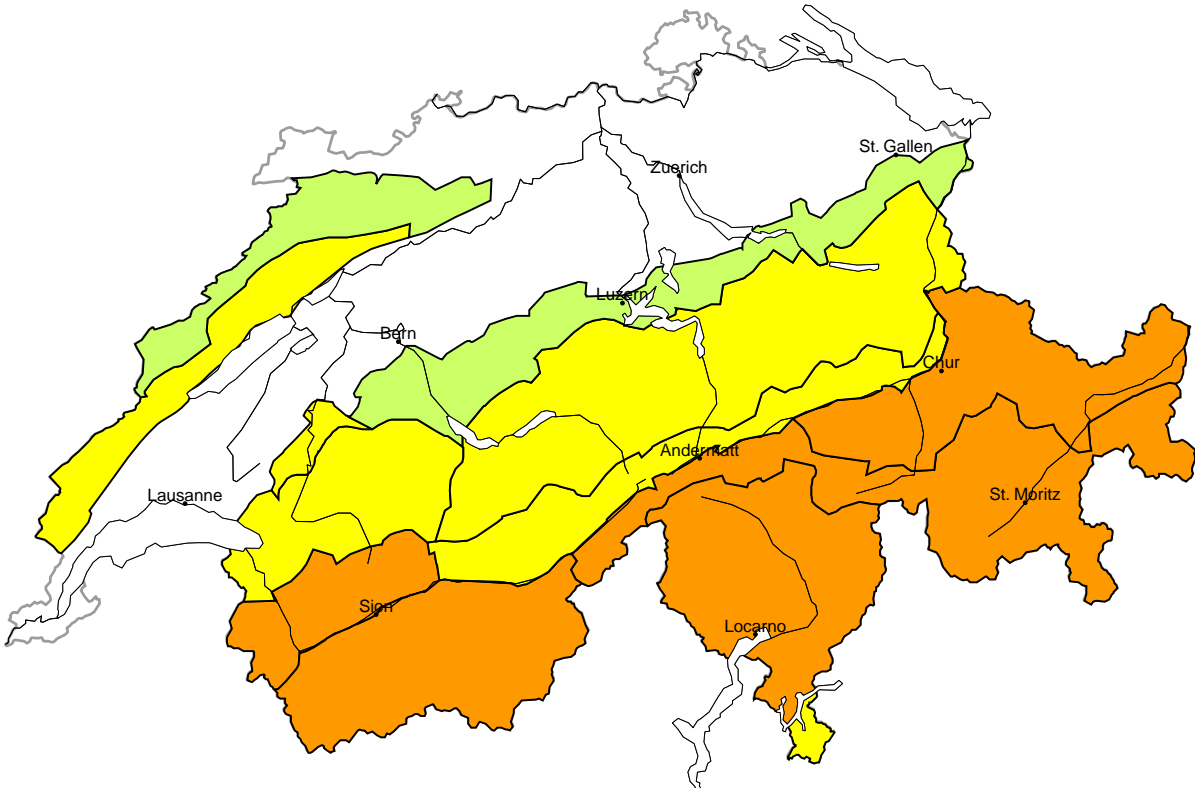 St. Gallen
Zuerich
Luzern
Bern
Chur
Andermatt
Lausanne
St. Moritz
Sion
Locarno